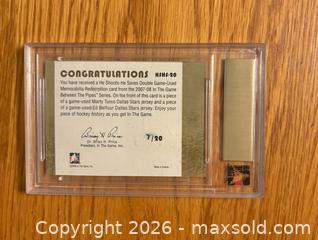 CONGRATULATIONS HSHS-20
You have received a He Shoots-He Saves Double Game-Used
Memorabilia Redemption card from the 2007-08 In The Game
Between The Pipes Series. On the front of this card is a piece
of a game-used Marty Turco Dallas Stars jersey and a piece
of a game-used Ed Belfour Dallas Stars jersey. Enjoy your
piece of hockey history as you get In The Game.
Dr. Brian H. Price
President, In The Game, Inc.
/20
Copyright 2026 - maxsold.com